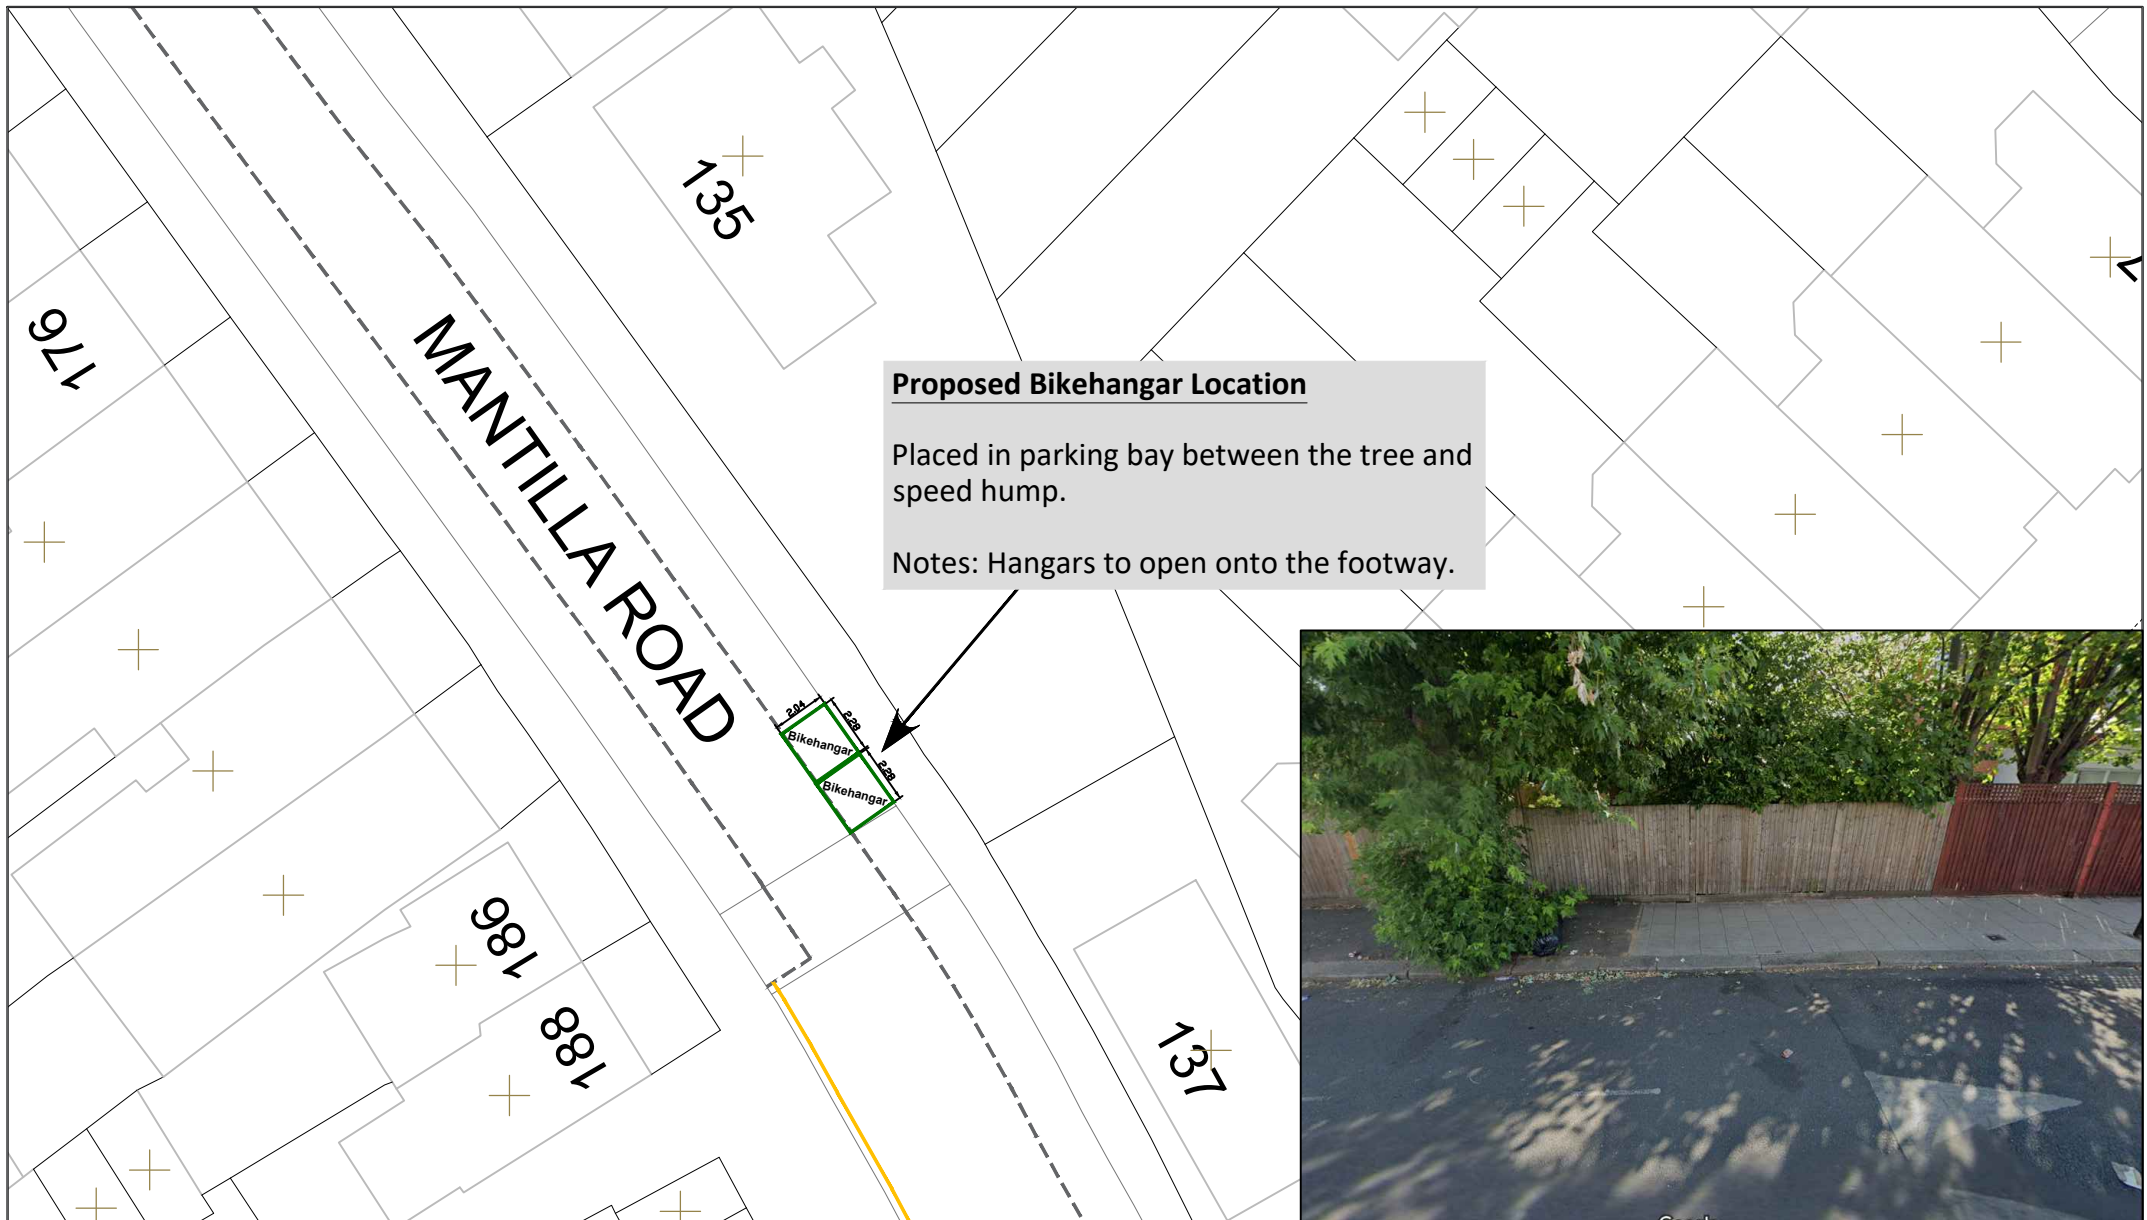 135
176
MANTILLA ROAD
Proposed Bikehangar Location
Placed in parking bay between the tree and
speed hump.
Notes: Hangars to open onto the footway.
2.04
2.28
Bikehangar
2.28
Bikehangar
186
188
137